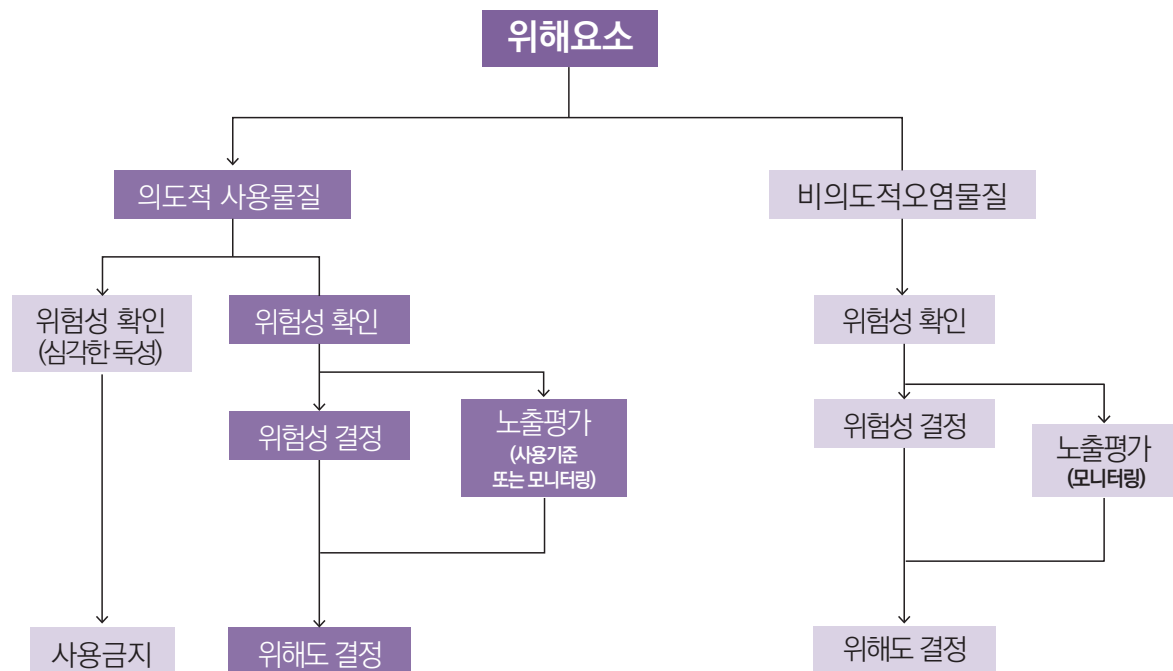 위해요소
의도적 사용물질
비의도적오염물질
위험성 확인
(심각한 독성)
위험성 확인
위험성 확인
위험성 결정
노출평가
(사용기준
또는 모니터링)
위험성 결정
노출평가
(모니터링)
사용금지
위해도 결정
위해도 결정